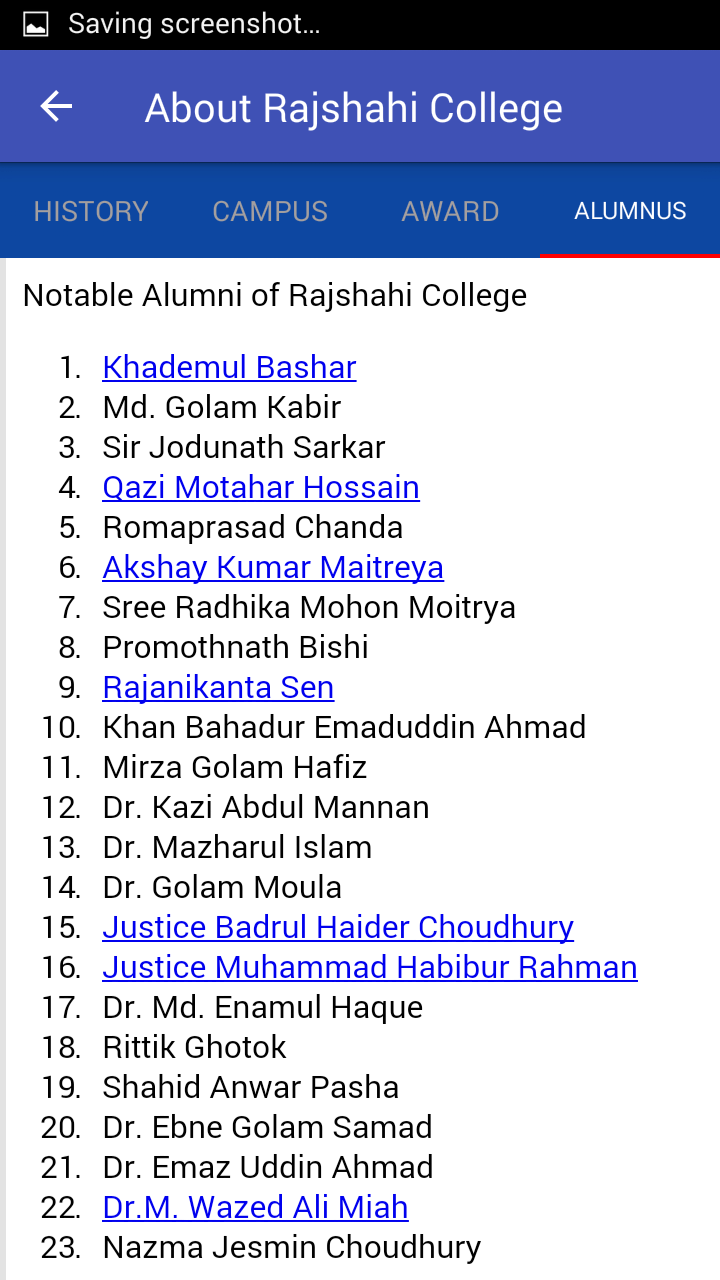 Saving screenshot...
About Rajshahi College
HISTORY CAMPUS AWARD ALUMNUS
Notable Alumni of Rajshahi College
1. Khademul Bashar
2. Md. Golam Kabir
3. Sir Jodunath Sarkar
4. Qazi Motahar Hossain
5. Romaprasad Chanda
6. Akshay Kumar Maitreya
7. Sree Radhika Mohon Moitrya
8. Promothnath Bishi
9. Rajanikanta Sen
10. Khan Bahadur Emaduddin Ahmad
11. Mirza Golam Hafiz
12. Dr. Kazi Abdul Mannan
13. Dr. Mazharul Islam
14. Dr. Golam Moula
15. Justice Badrul Haider Choudhury
16. Justice Muhammad Habibur Rahman
17. Dr. Md. Enamul Haque
18. Rittik Ghotok
19. Shahid Anwar Pasha
20. Dr. Ebne Golam Samad
21. Dr. Emaz Uddin Ahmad
22. Dr.M. Wazed Ali Miah
23. Nazma Jesmin Choudhury